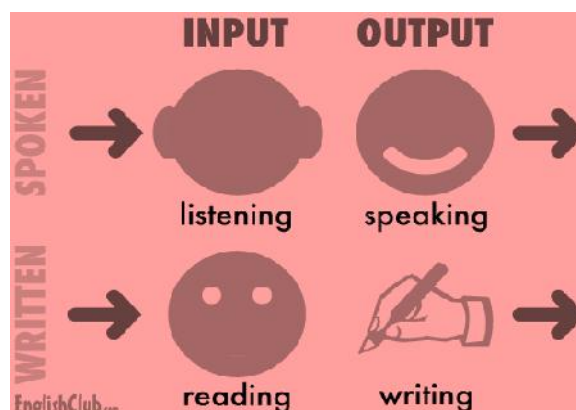 INPUT OUTPUT
SPOKEN
listening speaking
WRITTEN
reading writing
EnglishClub